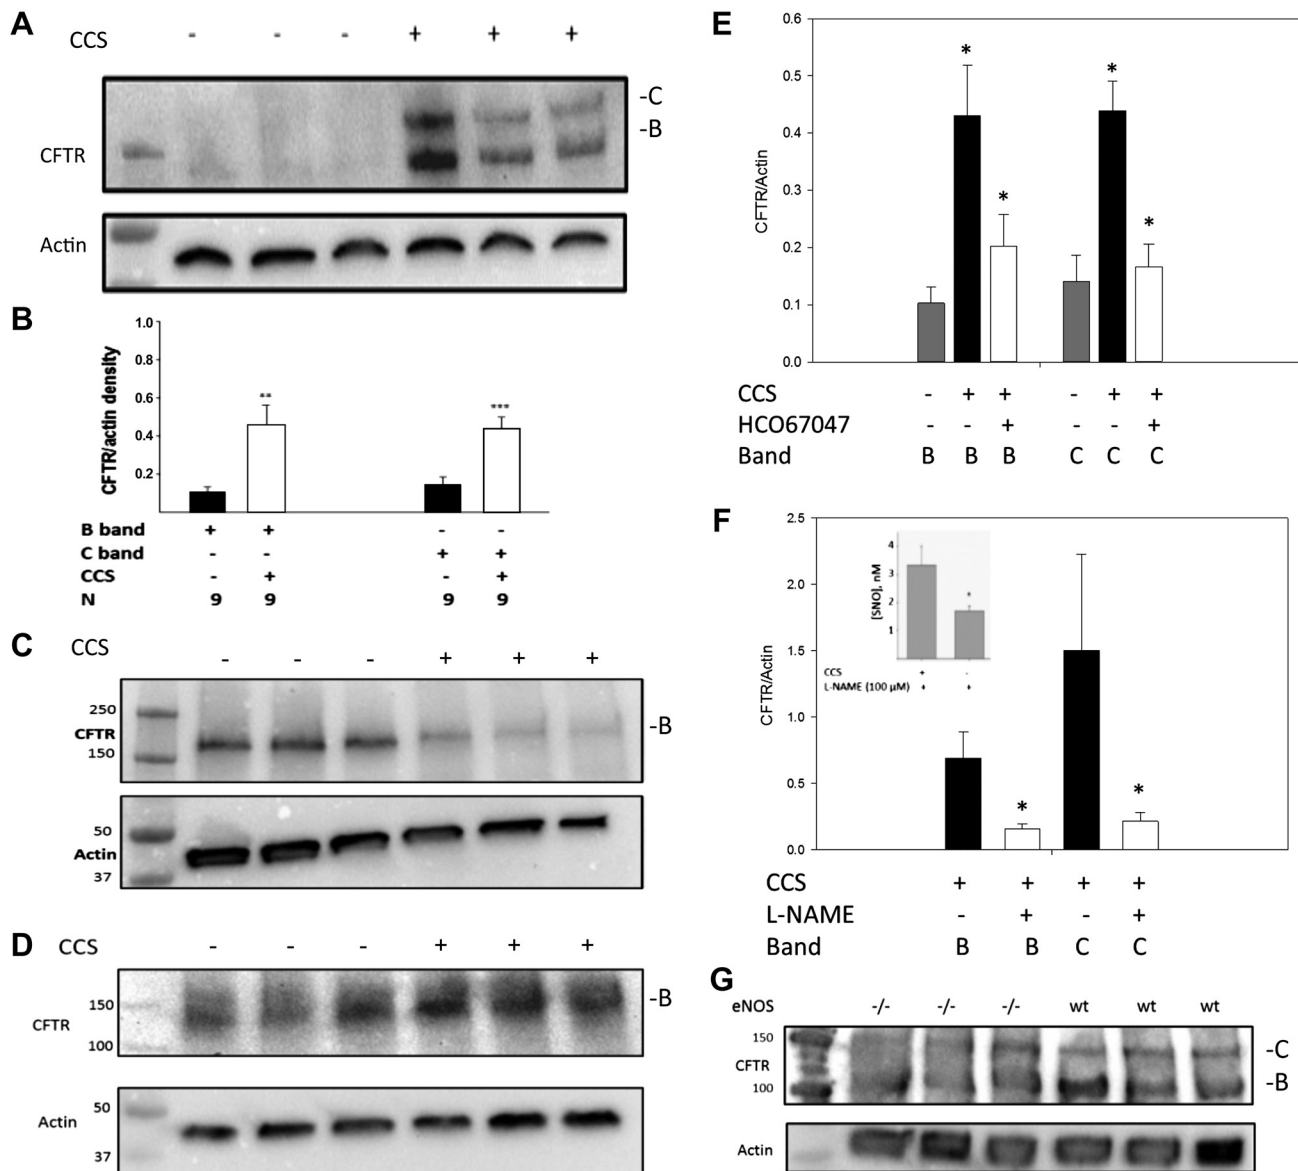 A
CCS - - - + + +
CFTR
-C
-B
Actin
B
CFTR/actin density
1.0
0.8
0.6
0.4
0.2
** ***
B band + + - -
C band - - + +
CCS - + - +
N 9 9 9 9
C
CCS - - - + + +
250
CFTR
150
-B
50
Actin
37
D
CCS - - - + + +
150
CFTR
100
-B
50
Actin
37
E
CFTR/Actin
0.6
0.5
0.4
0.3
0.2
0.1
0.0
* * * *
CCS - + + - + +
HCO67047 - - + - - +
Band B B B C C C
F
CFTR/Actin
2.5
2.0
1.5
1.0
0.5
0.0
[SNO], nM
4
3
2
1
*
CCS + -
L-NAME (100 µM) + +
* *
CCS + + + +
L-NAME - + - +
Band B B C C
G
eNOS -/- -/- -/- wt wt wt
150
CFTR
100
-C
-B
Actin